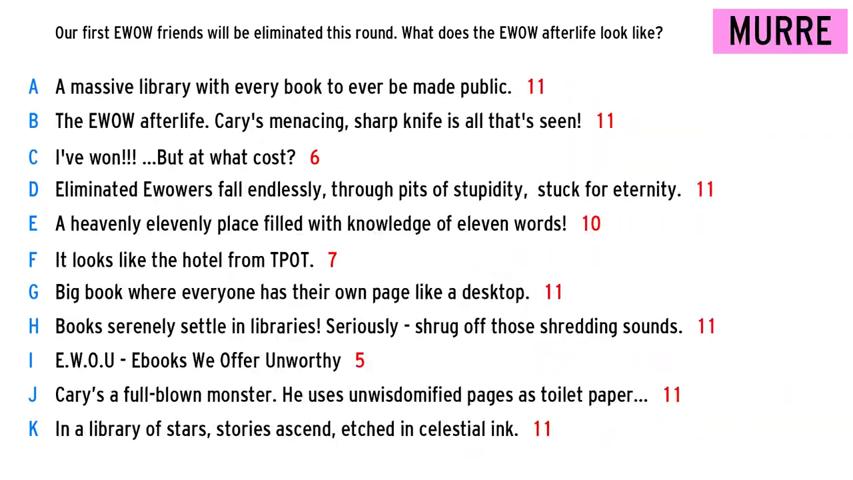 Our first EWOW friends will be eliminated this round. What does the EWOW afterlife look like?
MURRE
A A massive library with every book to ever be made public. 11
B The EWOW afterlife. Cary's menacing, sharp knife is all that's seen! 11
C I've won!!! ...But at what cost? 6
D Eliminated Ewowers fall endlessly, through pits of stupidity,  stuck for eternity. 11
E A heavenly elevenly place filled with knowledge of eleven words! 10
F It looks like the hotel from TPOT. 7
G Big book where everyone has their own page like a desktop. 11
H Books serenely settle in libraries! Seriously - shrug off those shredding sounds. 11
I E.W.O.U - Ebooks We Offer Unworthy 5
J Cary’s a full-blown monster. He uses unwisdomified pages as toilet paper... 11
K In a library of stars, stories ascend, etched in celestial ink. 11